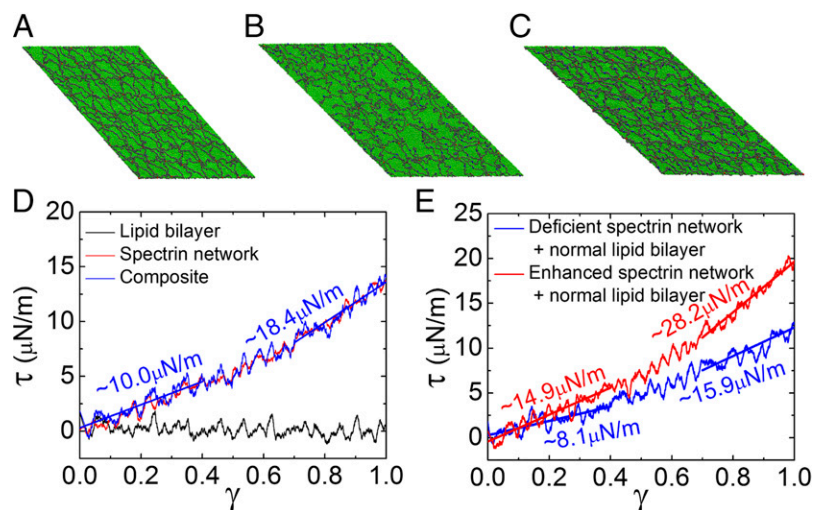 A
B
C
D
20
15
10
5
0
τ (μN/m)
Lipid bilayer
Spectrin network
Composite
~10.0μN/m
~18.4μN/m
0.0 0.2 0.4 0.6 0.8 1.0
γ
E
25
20
15
10
5
0
τ (μN/m)
Deficient spectrin network
+ normal lipid bilayer
Enhanced spectrin network
+ normal lipid bilayer
~28.2μN/m
~14.9μN/m
~15.9μN/m
~8.1μN/m
0.0 0.2 0.4 0.6 0.8 1.0
γ